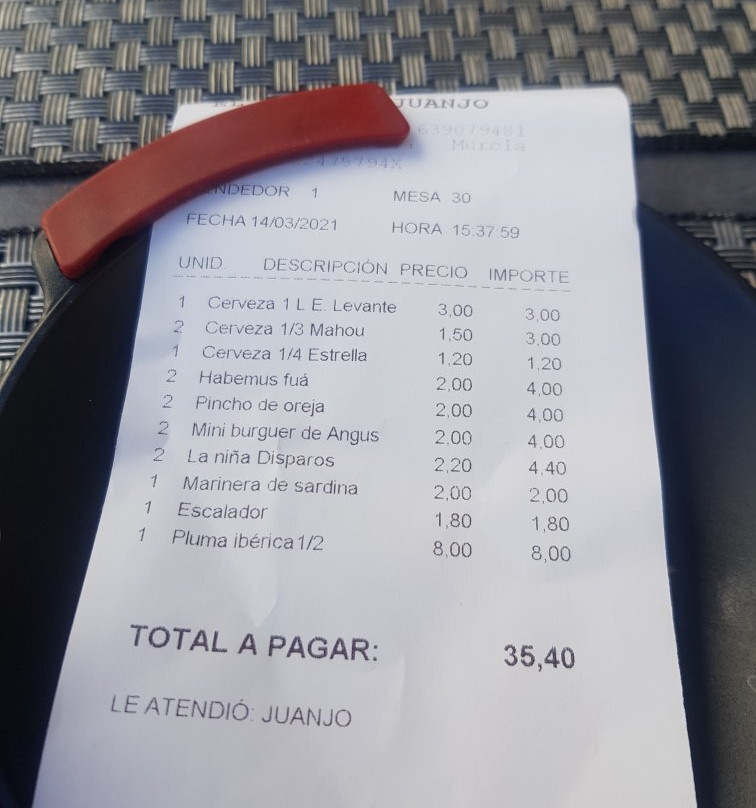 JUANJO
639079481
Murcia
NDEDOR 1 MESA 30
FECHA 14/03/2021 HORA 15:37:59
UNID. DESCRIPCIÓN PRECIO IMPORTE
1 Cerveza 1 L E. Levante 3,00 3,00
2 Cerveza 1/3 Mahou 1,50 3,00
1 Cerveza 1/4 Estrella 1,20 1,20
2 Habemus fuá 2,00 4,00
2 Pincho de oreja 2,00 4,00
2 Mini burguer de Angus 2,00 4,00
2 La niña Disparos 2,20 4,40
1 Marinera de sardina 2,00 2,00
1 Escalador 1,80 1,80
1 Pluma ibérica 1/2 8,00 8,00
TOTAL A PAGAR: 35,40
LE ATENDIÓ: JUANJO